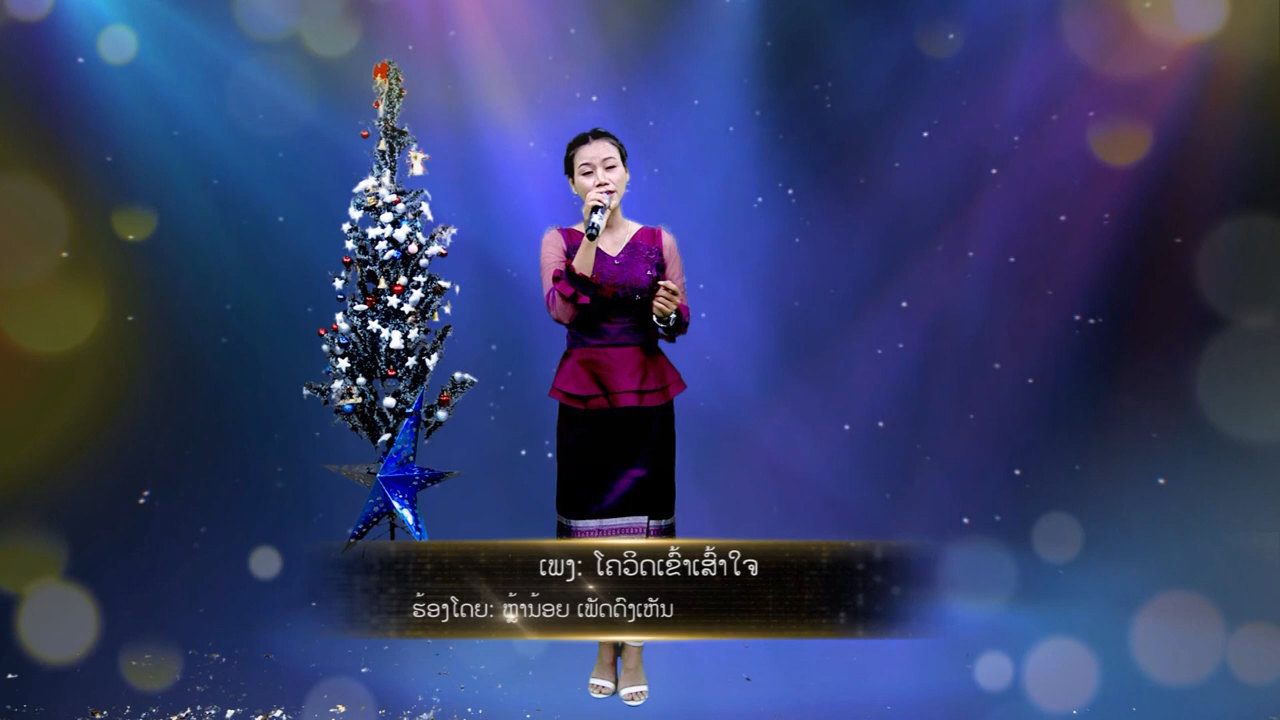 ເພງ: ໂຄວິດເຂົ້າເສົ້າໃຈ
ຮ້ອງໂດຍ: ຫຼ້ານ້ອຍ ເພັດດົງເຫັນ